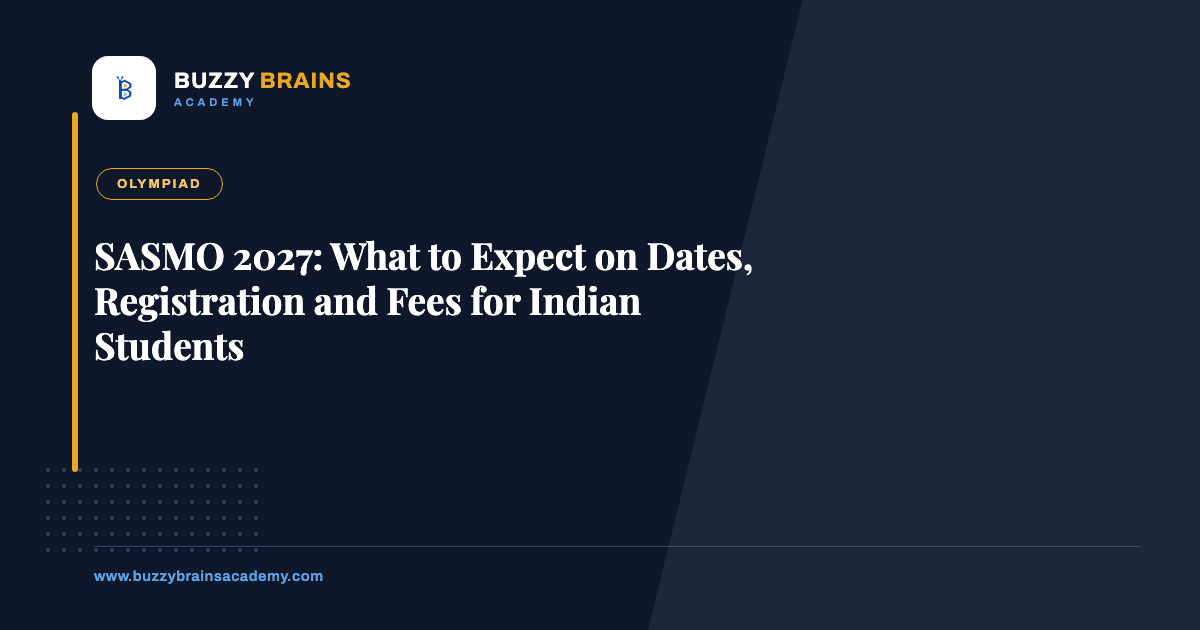 BUZZY BRAINS
ACADEMY
OLYMPIAD
SASMO 2027: What to Expect on Dates,
Registration and Fees for Indian
Students
www.buzzybrainsacademy.com